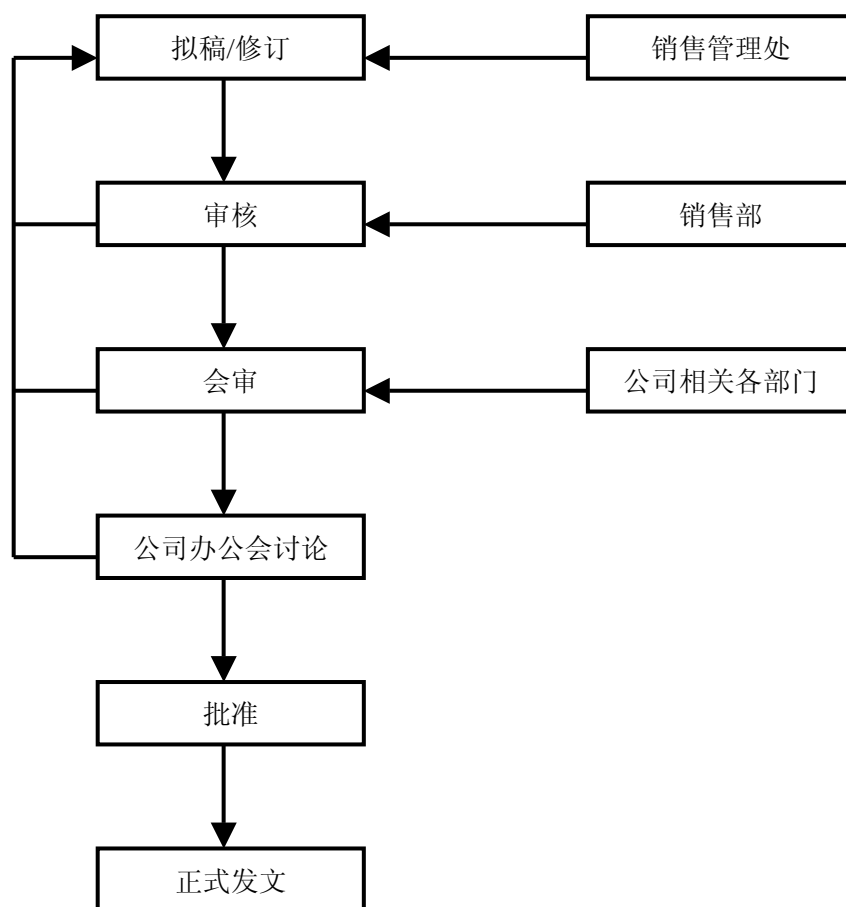 拟稿/修订
销售管理处
审核
销售部
会审
公司相关各部门
公司办公会讨论
批准
正式发文